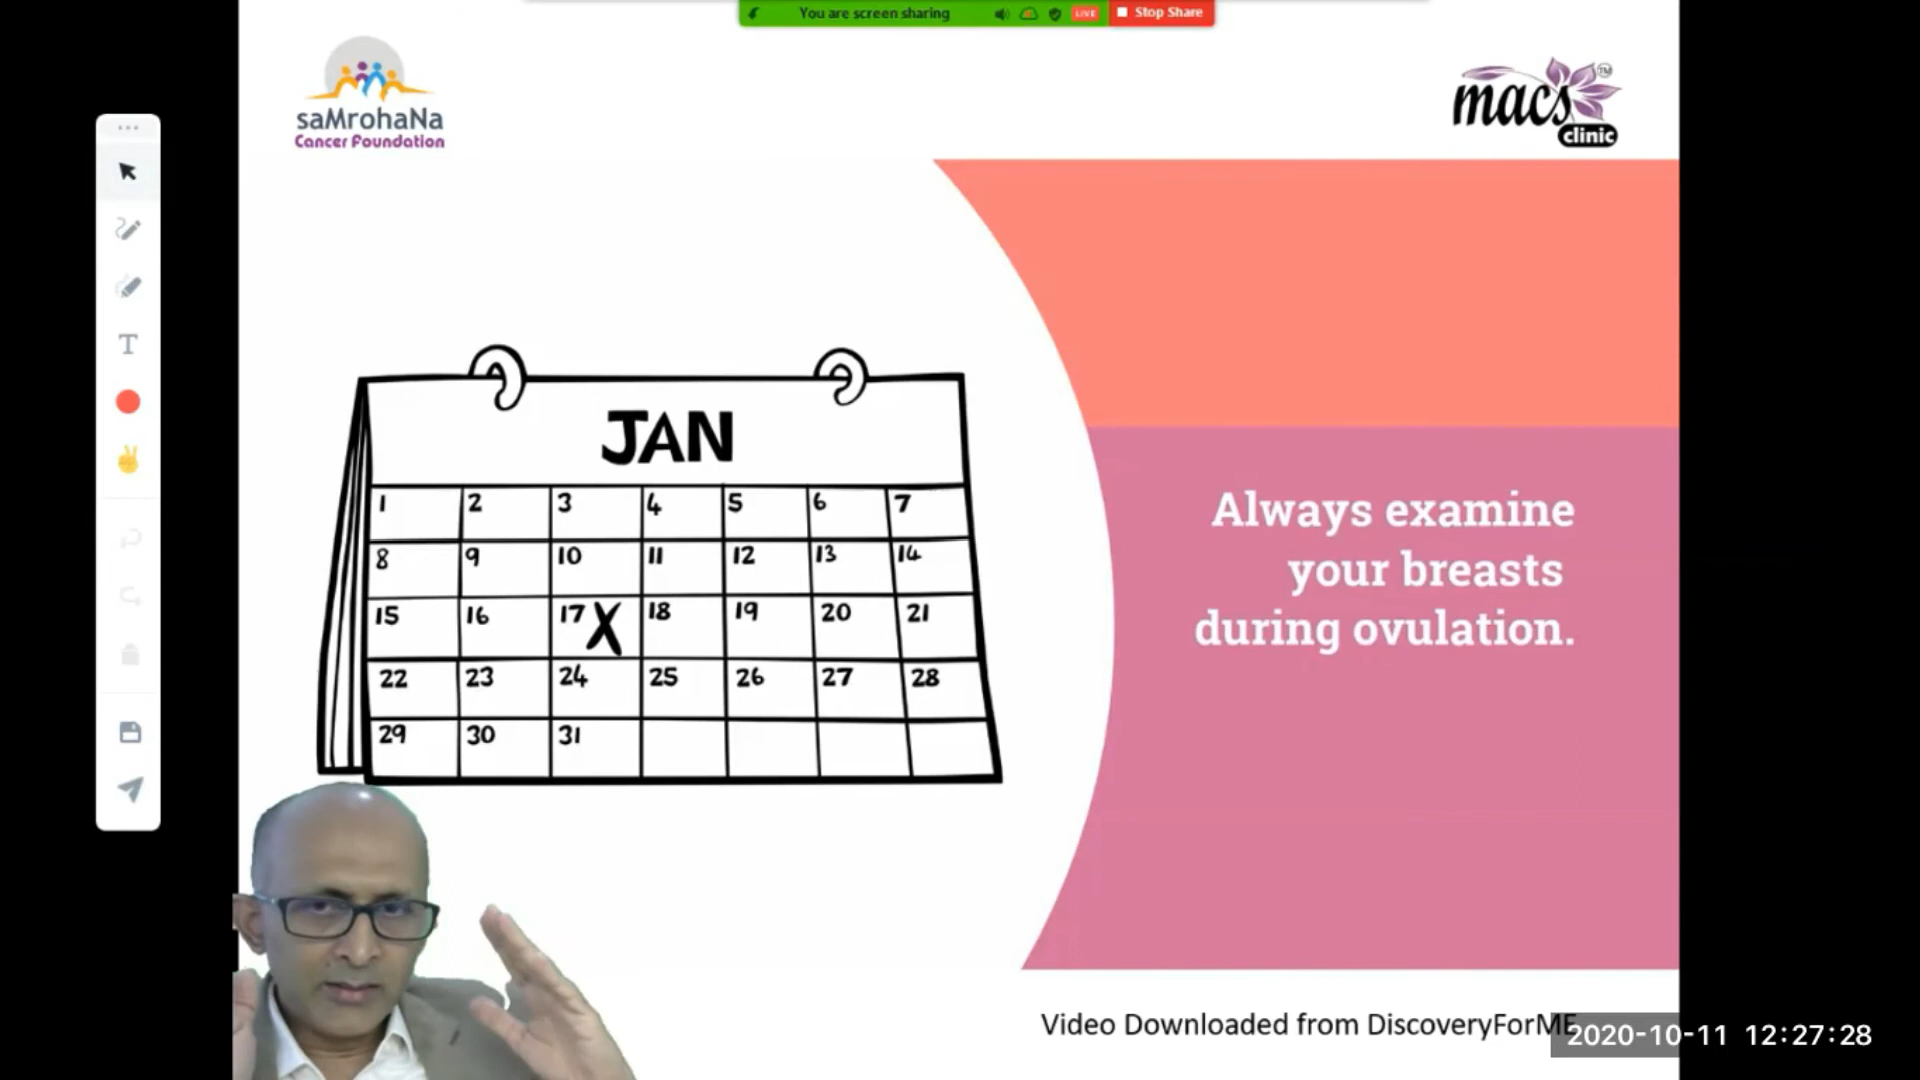 You are screen sharing LIVE Stop Share
saMrohaNa
Cancer Foundation
macs TM
clinic
T
JAN
1 2 3 4 5 6 7
8 9 10 11 12 13 14
15 16 17 X 18 19 20 21
22 23 24 25 26 27 28
29 30 31
Always examine
your breasts
during ovulation.
Video Downloaded from DiscoveryForME
2020-10-11 12:27:28